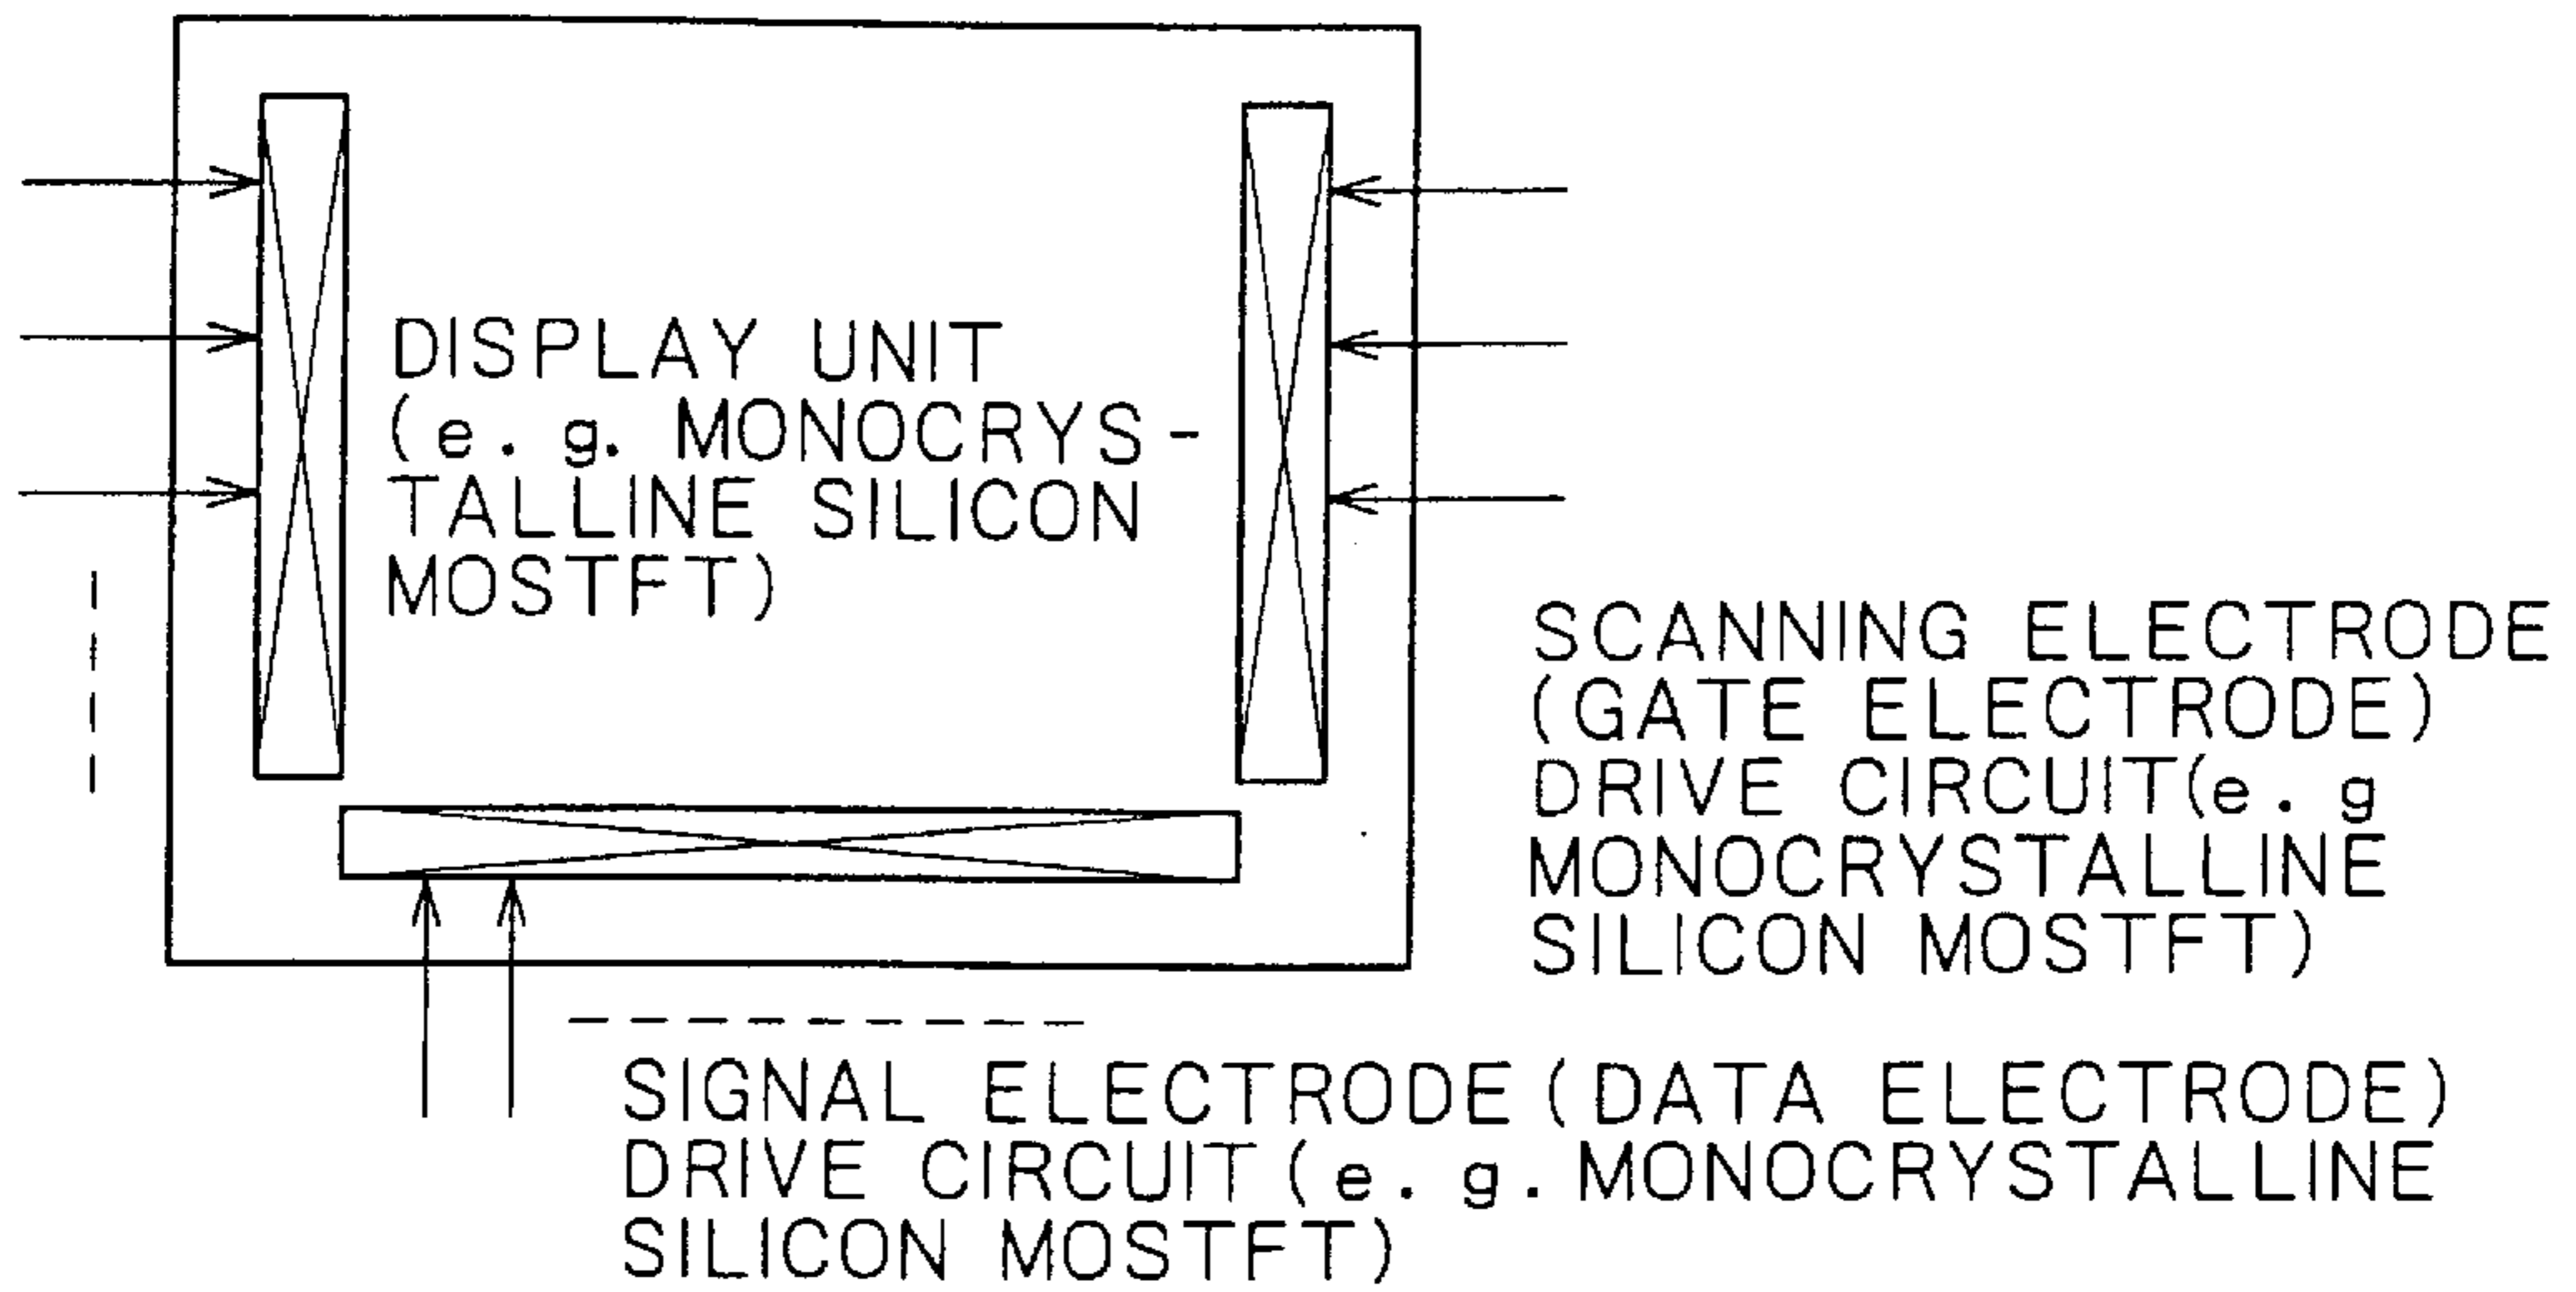 DISPLAY UNIT
(e. g. MONOCRYS-
TALLINE SILICON
MOSTFT)
SCANNING ELECTRODE
(GATE ELECTRODE)
DRIVE CIRCUIT(e. g
MONOCRYSTALLINE
SILICON MOSTFT)
SIGNAL ELECTRODE (DATA ELECTRODE)
DRIVE CIRCUIT (e. g. MONOCRYSTALLINE
SILICON MOSTFT)